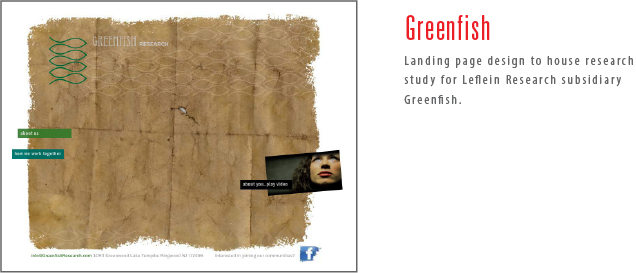 Greenfish
Landing page design to house research
study for Leflein Research subsidiary
Greenfish.
GREENFISH RESEARCH
about us
how we work together
about you...play video
f